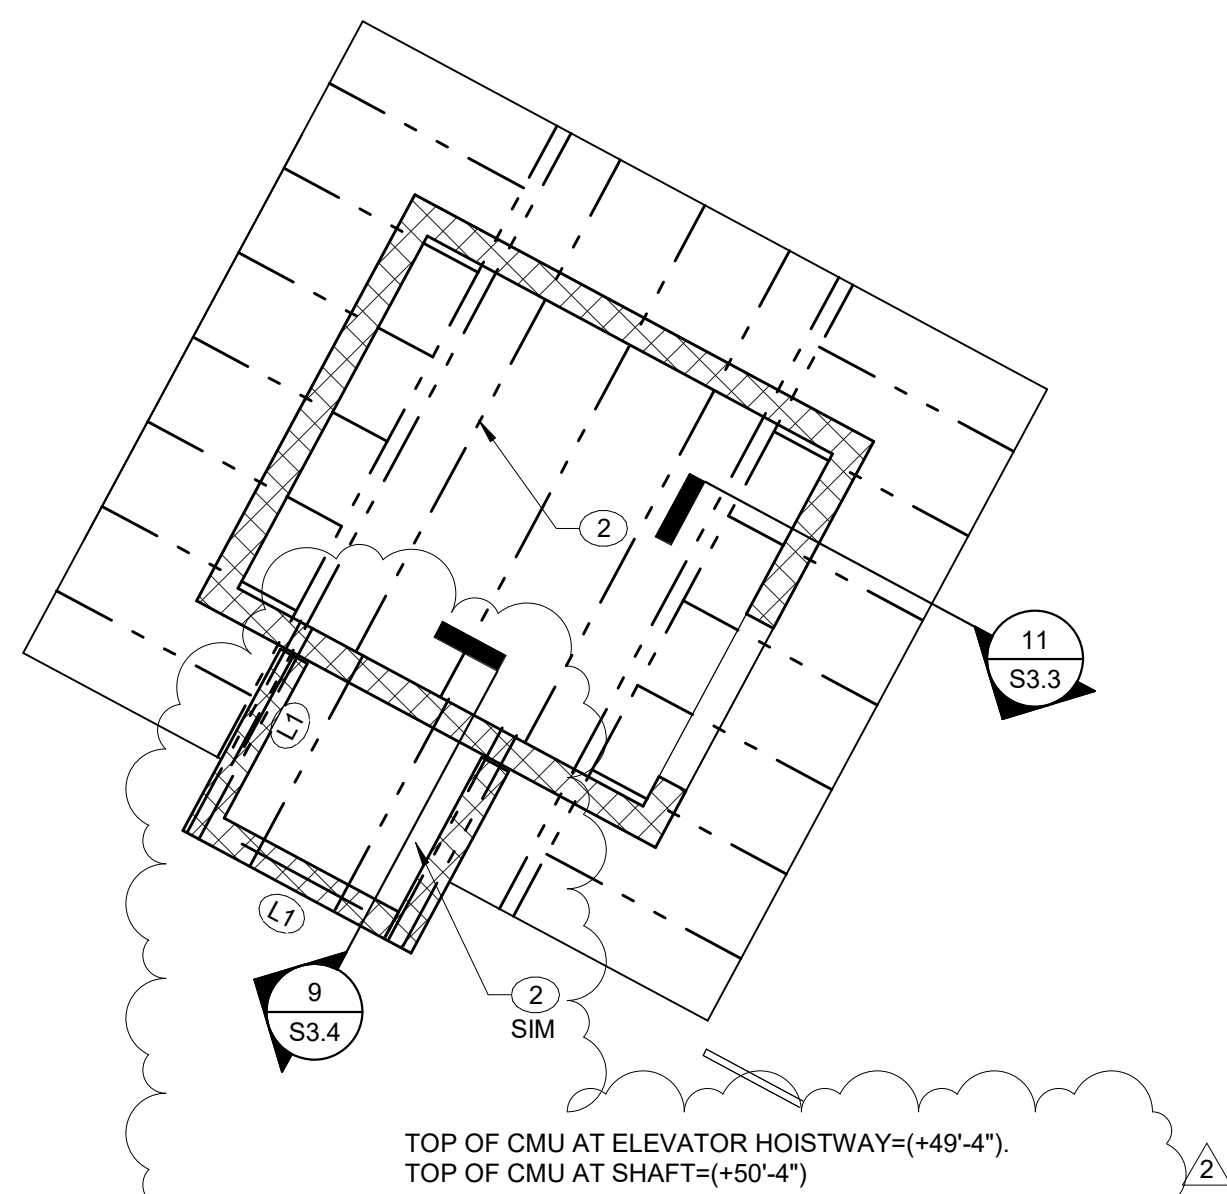 2
11
S3.3
L1
L1
9
S3.4
2
SIM
TOP OF CMU AT ELEVATOR HOISTWAY=(+49'-4").
TOP OF CMU AT SHAFT=(+50'-4")
2